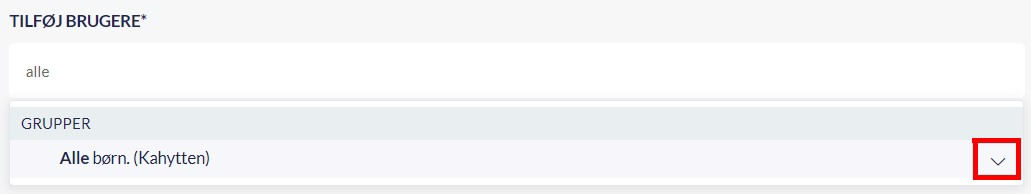 TILFØJ BRUGERE*
alle
GRUPPER
Alle børn. (Kahytten)